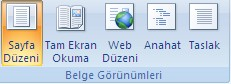 Sayfa Düzeni
Tam Ekran Okuma
Web Düzeni
Anahat
Taslak
Belge Görünümleri